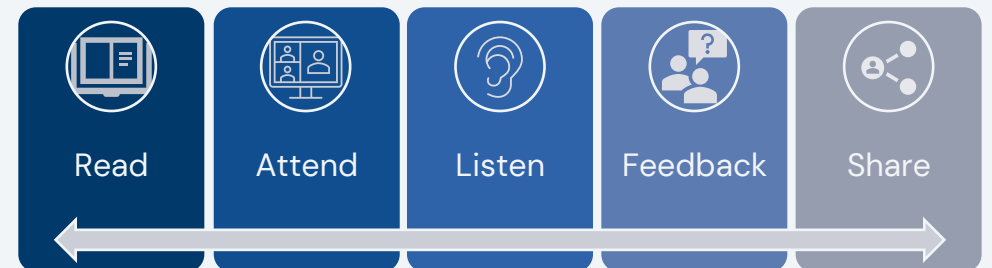 Read
Attend
Listen
?
Feedback
Share